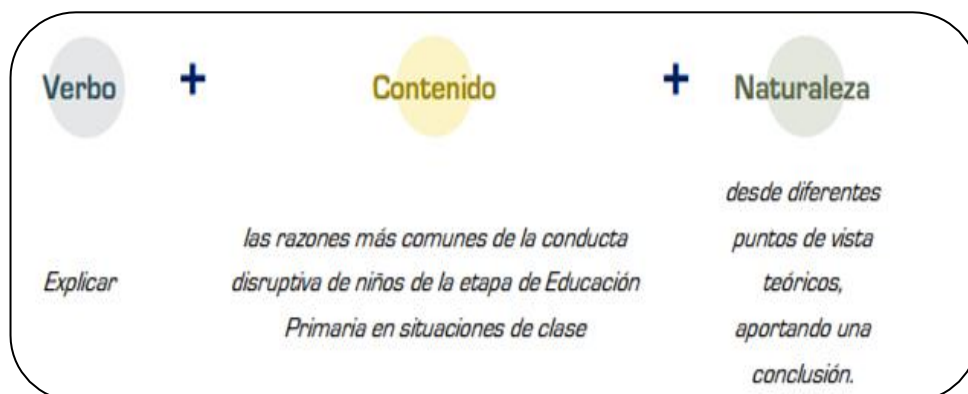 Verbo + Contenido + Naturaleza
Explicar
las razones más comunes de la conducta
disruptiva de niños de la etapa de Educación
Primaria en situaciones de clase
desde diferentes
puntos de vista
teóricos,
aportando una
conclusión.